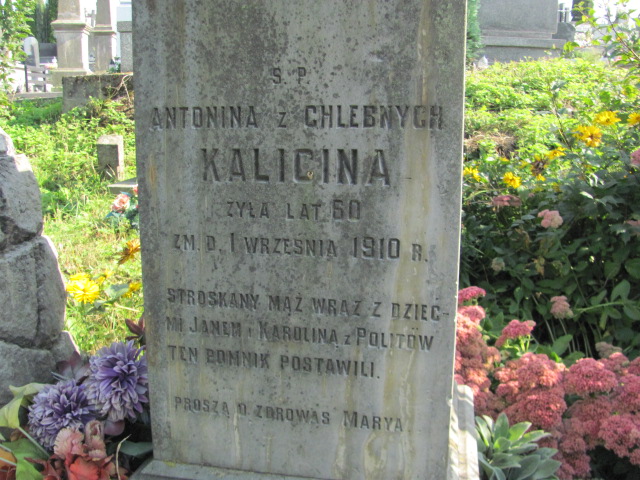 Ś. P.
ANTONINA Z CHLEBNYCH
KALICINA
ŻYŁA LAT 60
ZM. D. 1 WRZEŚNIA 1910 R.
STROSKANY MĄŻ WRAZ Z DZIEĆ-
MI JANEM I KAROLINĄ Z POLITÓW
TEN POMNIK POSTAWILI.
PROSZĄ O ZDROWAŚ MARYA